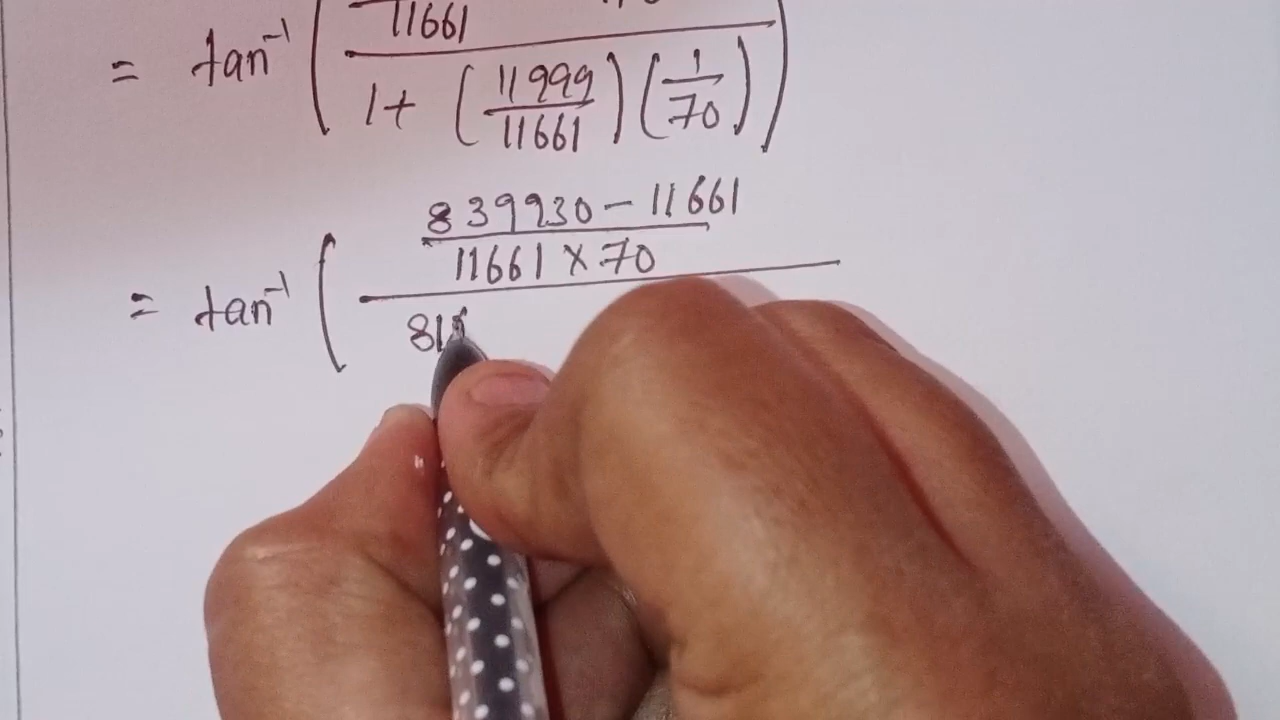 11661
= tan⁻¹ ( 1 + (11999/11661) (1/70) )
839930 − 11661
11661 × 70
= tan⁻¹ (
81